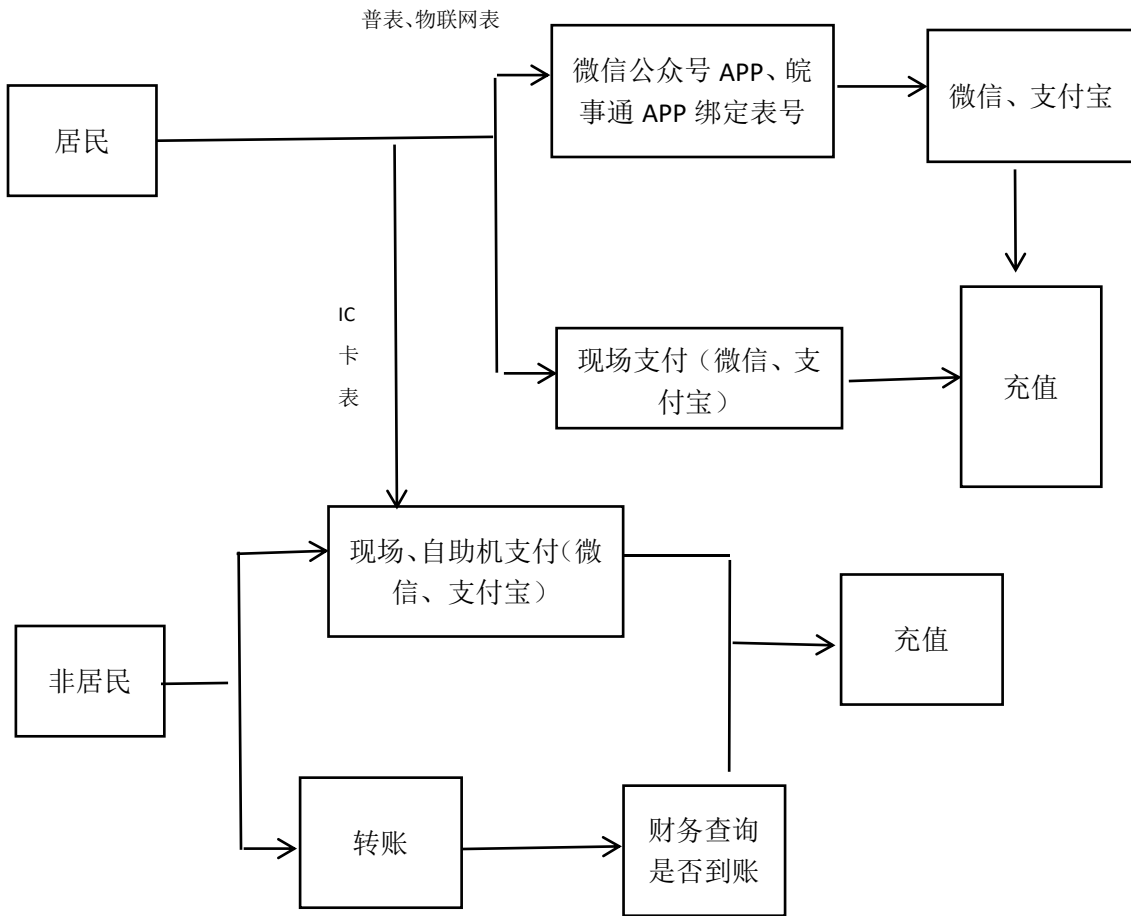 普表、物联网表
微信公众号 APP、皖
事通 APP 绑定表号
微信、支付宝
居民
IC
卡
表
现场支付（微信、支
付宝）
充值
现场、自助机支付（微
信、支付宝）
充值
非居民
转账
财务查询
是否到账